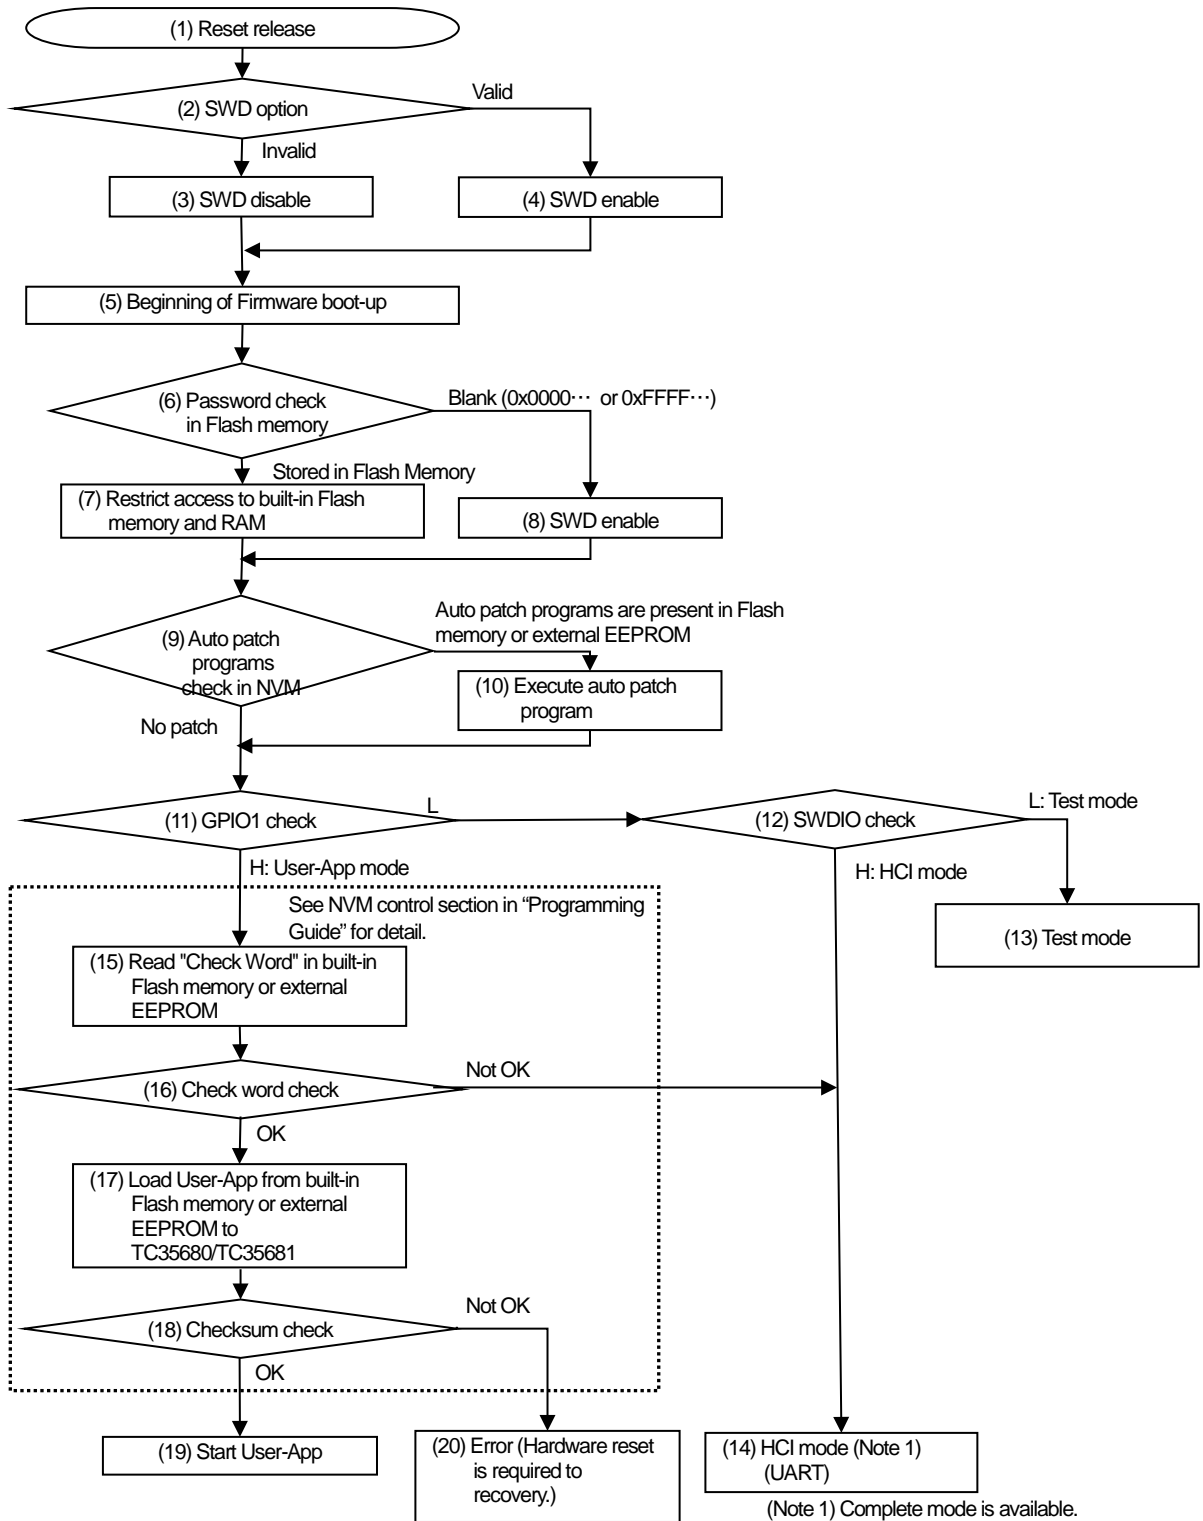 (1) Reset release
(2) SWD option
Valid
Invalid
(3) SWD disable
(4) SWD enable
(5) Beginning of Firmware boot-up
(6) Password check
in Flash memory
Blank (0x0000⋯ or 0xFFFF⋯)
Stored in Flash Memory
(7) Restrict access to built-in Flash
memory and RAM
(8) SWD enable
(9) Auto patch
programs
check in NVM
Auto patch programs are present in Flash
memory or external EEPROM
(10) Execute auto patch
program
No patch
(11) GPIO1 check
L
(12) SWDIO check
L: Test mode
H: User-App mode
H: HCI mode
(13) Test mode
See NVM control section in “Programming
Guide” for detail.
(15) Read "Check Word" in built-in
Flash memory or external
EEPROM
(16) Check word check
Not OK
OK
(17) Load User-App from built-in
Flash memory or external
EEPROM to
TC35680/TC35681
(18) Checksum check
Not OK
OK
(19) Start User-App
(20) Error (Hardware reset
is required to
recovery.)
(14) HCI mode (Note 1)
(UART)
(Note 1) Complete mode is available.